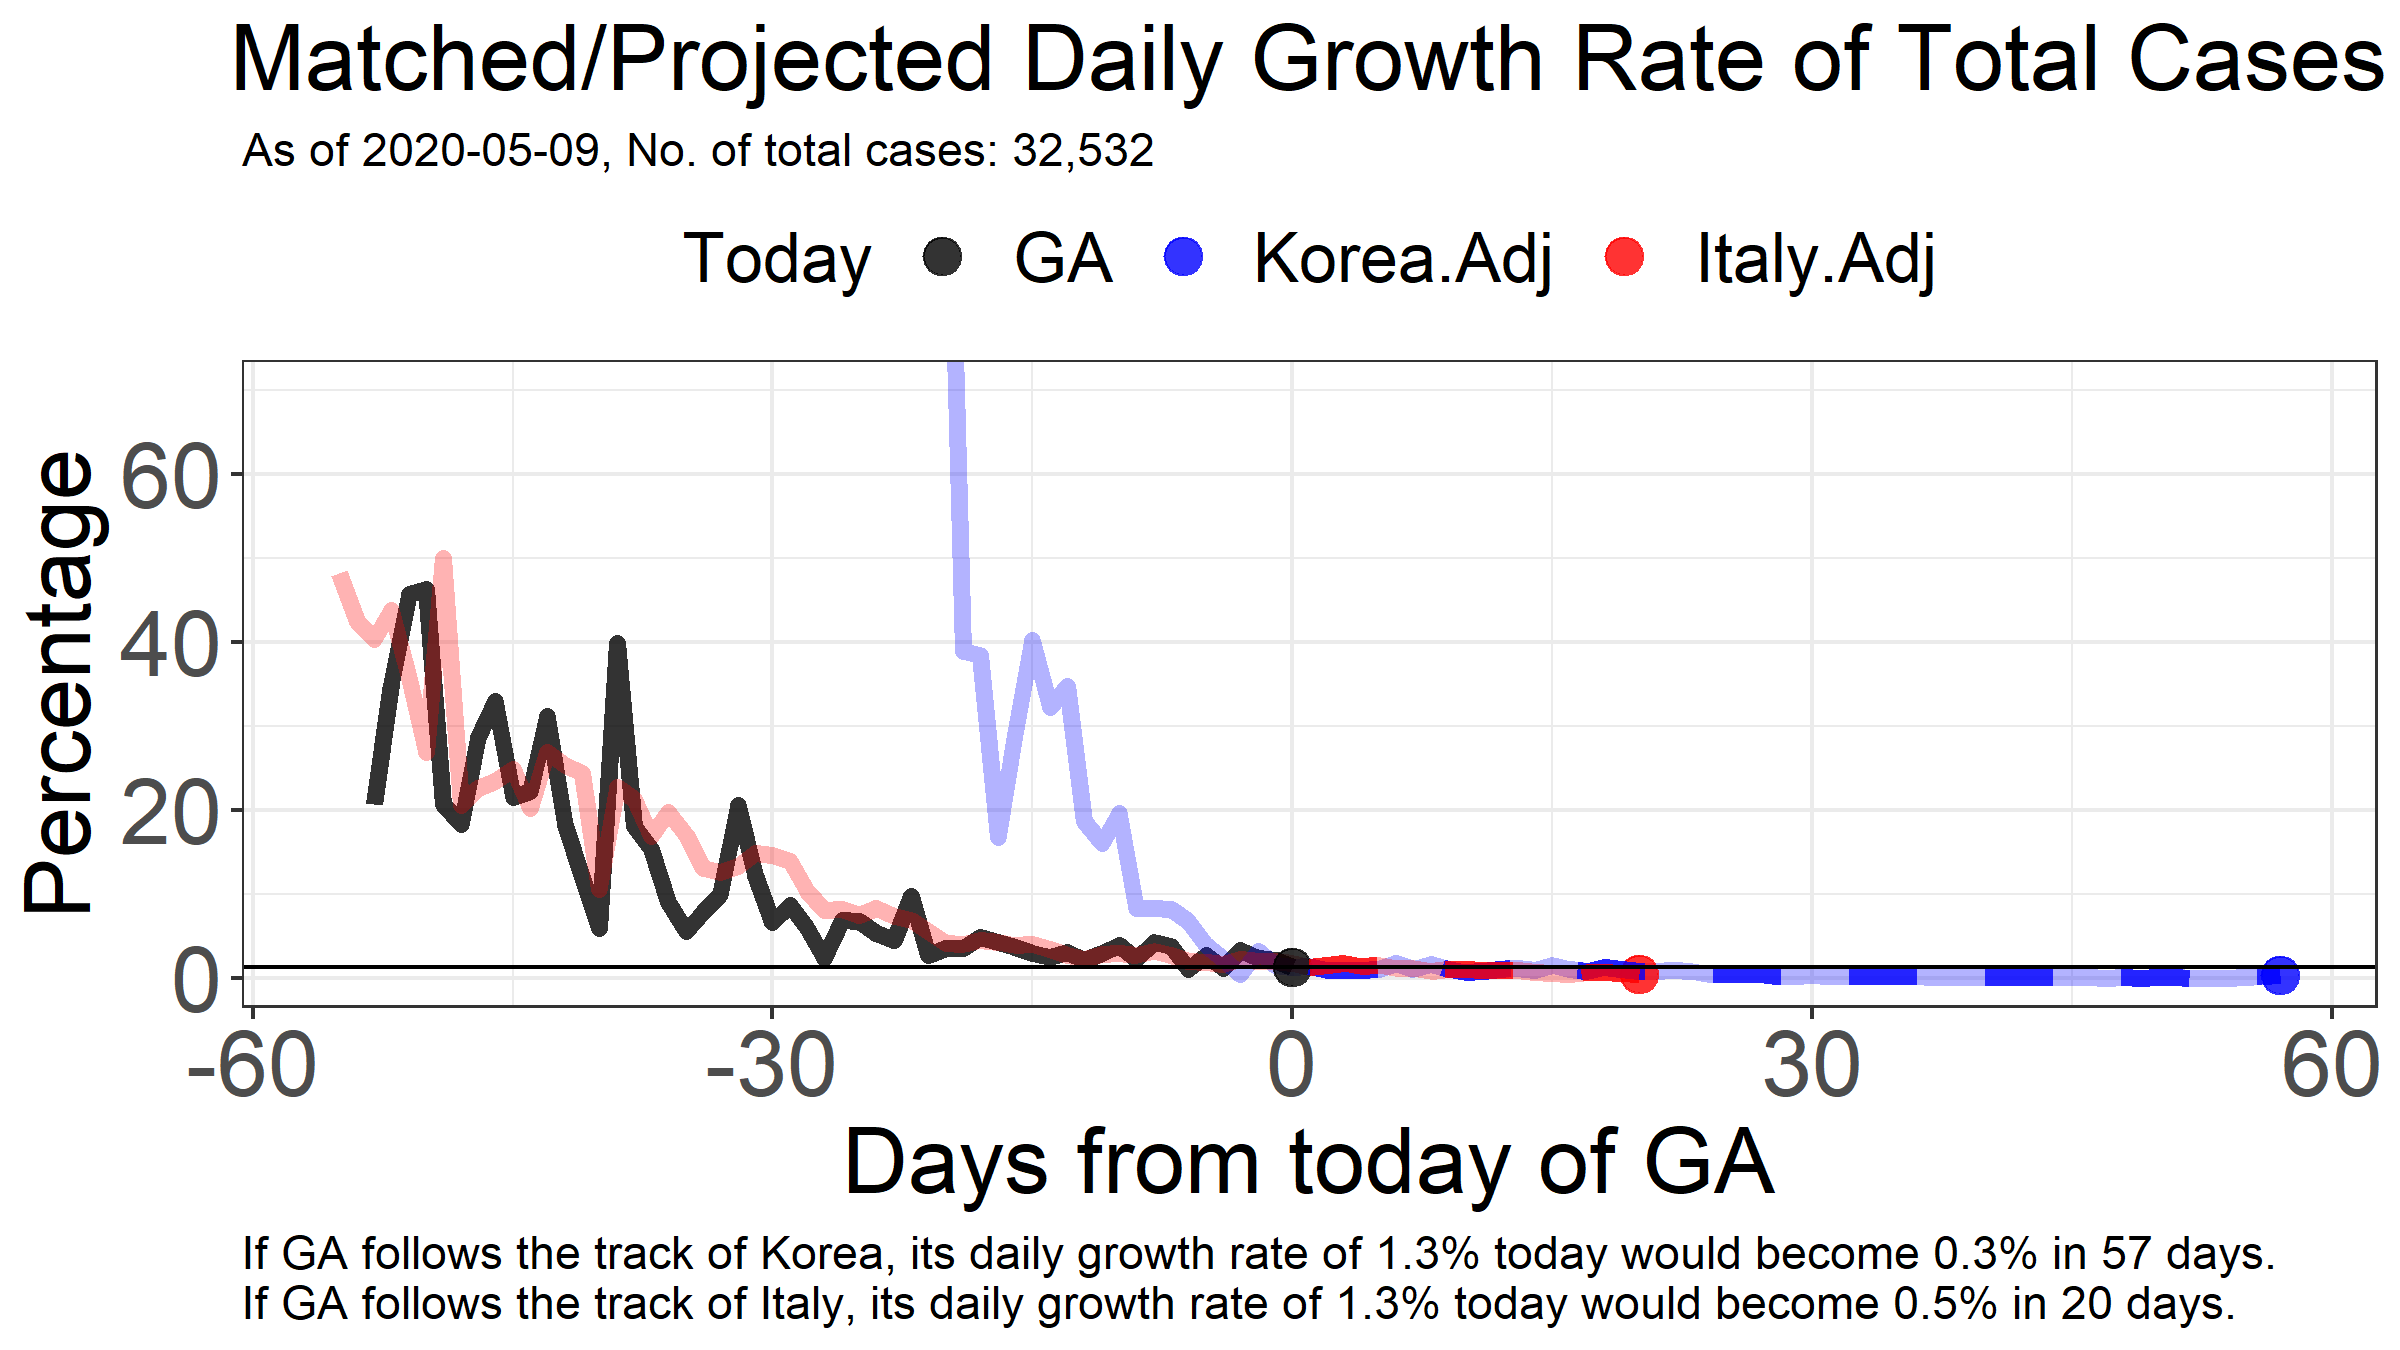 Matched/Projected Daily Growth Rate of Total Cases
As of 2020-05-09, No. of total cases: 32,532
Today GA Korea.Adj Italy.Adj
Percentage
60
40
20
0
-60 -30 0 30 60
Days from today of GA
If GA follows the track of Korea, its daily growth rate of 1.3% today would become 0.3% in 57 days.
If GA follows the track of Italy, its daily growth rate of 1.3% today would become 0.5% in 20 days.